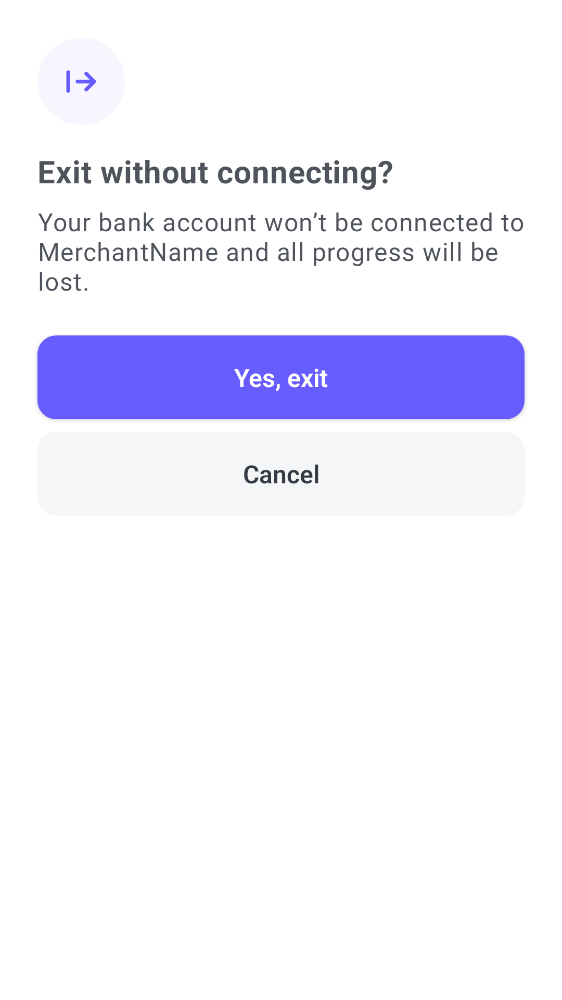 Exit without connecting?
Your bank account won’t be connected to
MerchantName and all progress will be
lost.
Yes, exit
Cancel